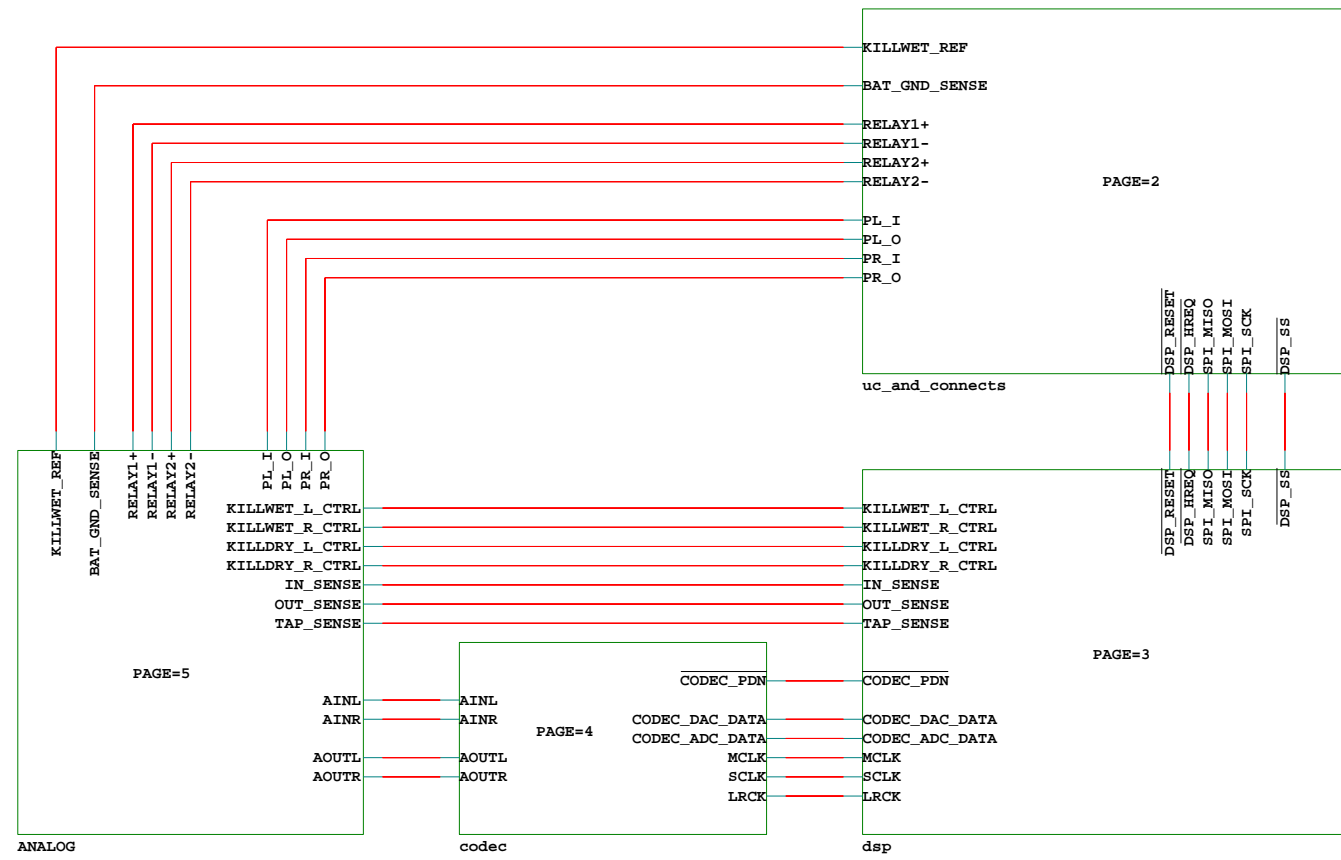 KILLWET_REF
BAT_GND_SENSE
RELAY1+
RELAY1-
RELAY2+
RELAY2-
PAGE=2
PL_I
PL_O
PR_I
PR_O
DSP_RESET
DSP_HREQ
SPI_MISO
SPI_MOSI
SPI_SCK
DSP_SS
uc_and_connects
KILLWET_REF
BAT_GND_SENSE
RELAY1+
RELAY1-
RELAY2+
RELAY2-
PL_I
PL_O
PR_I
PR_O
KILLWET_L_CTRL
KILLWET_R_CTRL
KILLDRY_L_CTRL
KILLDRY_R_CTRL
IN_SENSE
OUT_SENSE
TAP_SENSE
PAGE=5
AINL
AINR
AOUTL
AOUTR
ANALOG
AINL
AINR
AOUTL
AOUTR
PAGE=4
CODEC_PDN
CODEC_DAC_DATA
CODEC_ADC_DATA
MCLK
SCLK
LRCK
codec
DSP_RESET
DSP_HREQ
SPI_MISO
SPI_MOSI
SPI_SCK
DSP_SS
KILLWET_L_CTRL
KILLWET_R_CTRL
KILLDRY_L_CTRL
KILLDRY_R_CTRL
IN_SENSE
OUT_SENSE
TAP_SENSE
PAGE=3
CODEC_PDN
CODEC_DAC_DATA
CODEC_ADC_DATA
MCLK
SCLK
LRCK
dsp